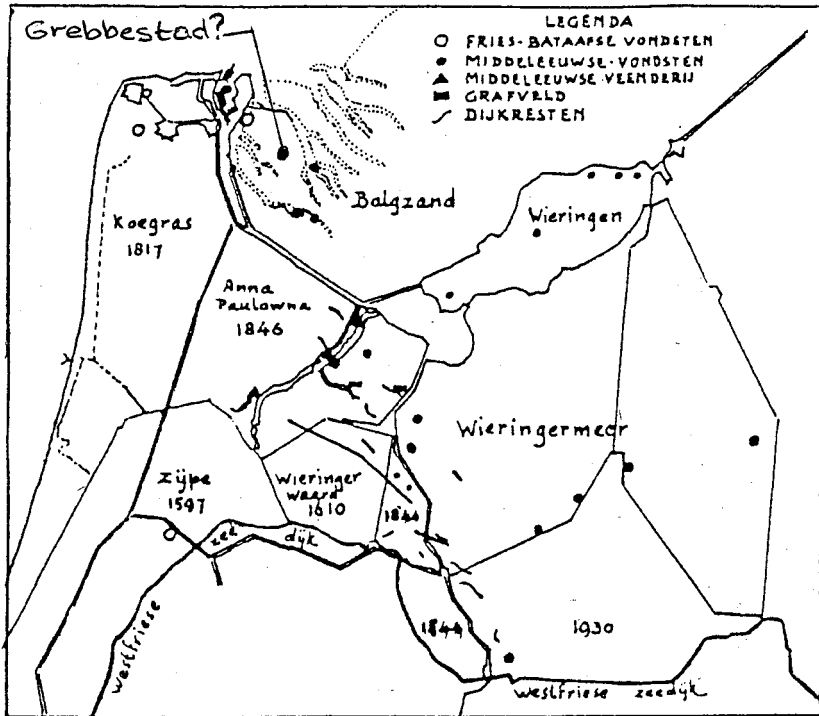 Grebbestad?
LEGENDA
FRIES-BATAAFSE VONDSTEN
MIDDELEEUWSE-VONDSTEN
MIDDELEEUWSE-VEENDERIJ
GRAFVELD
DIJKRESTEN
Balgzand
Wieringen
Koegras
1817
Anna
Paulowna
1846
Wieringermeer
Zijpe
1597
Wieringer
Waard
1610
1844
zee
dijk
Westfriese
1844
1930
Westfriese zeedijk